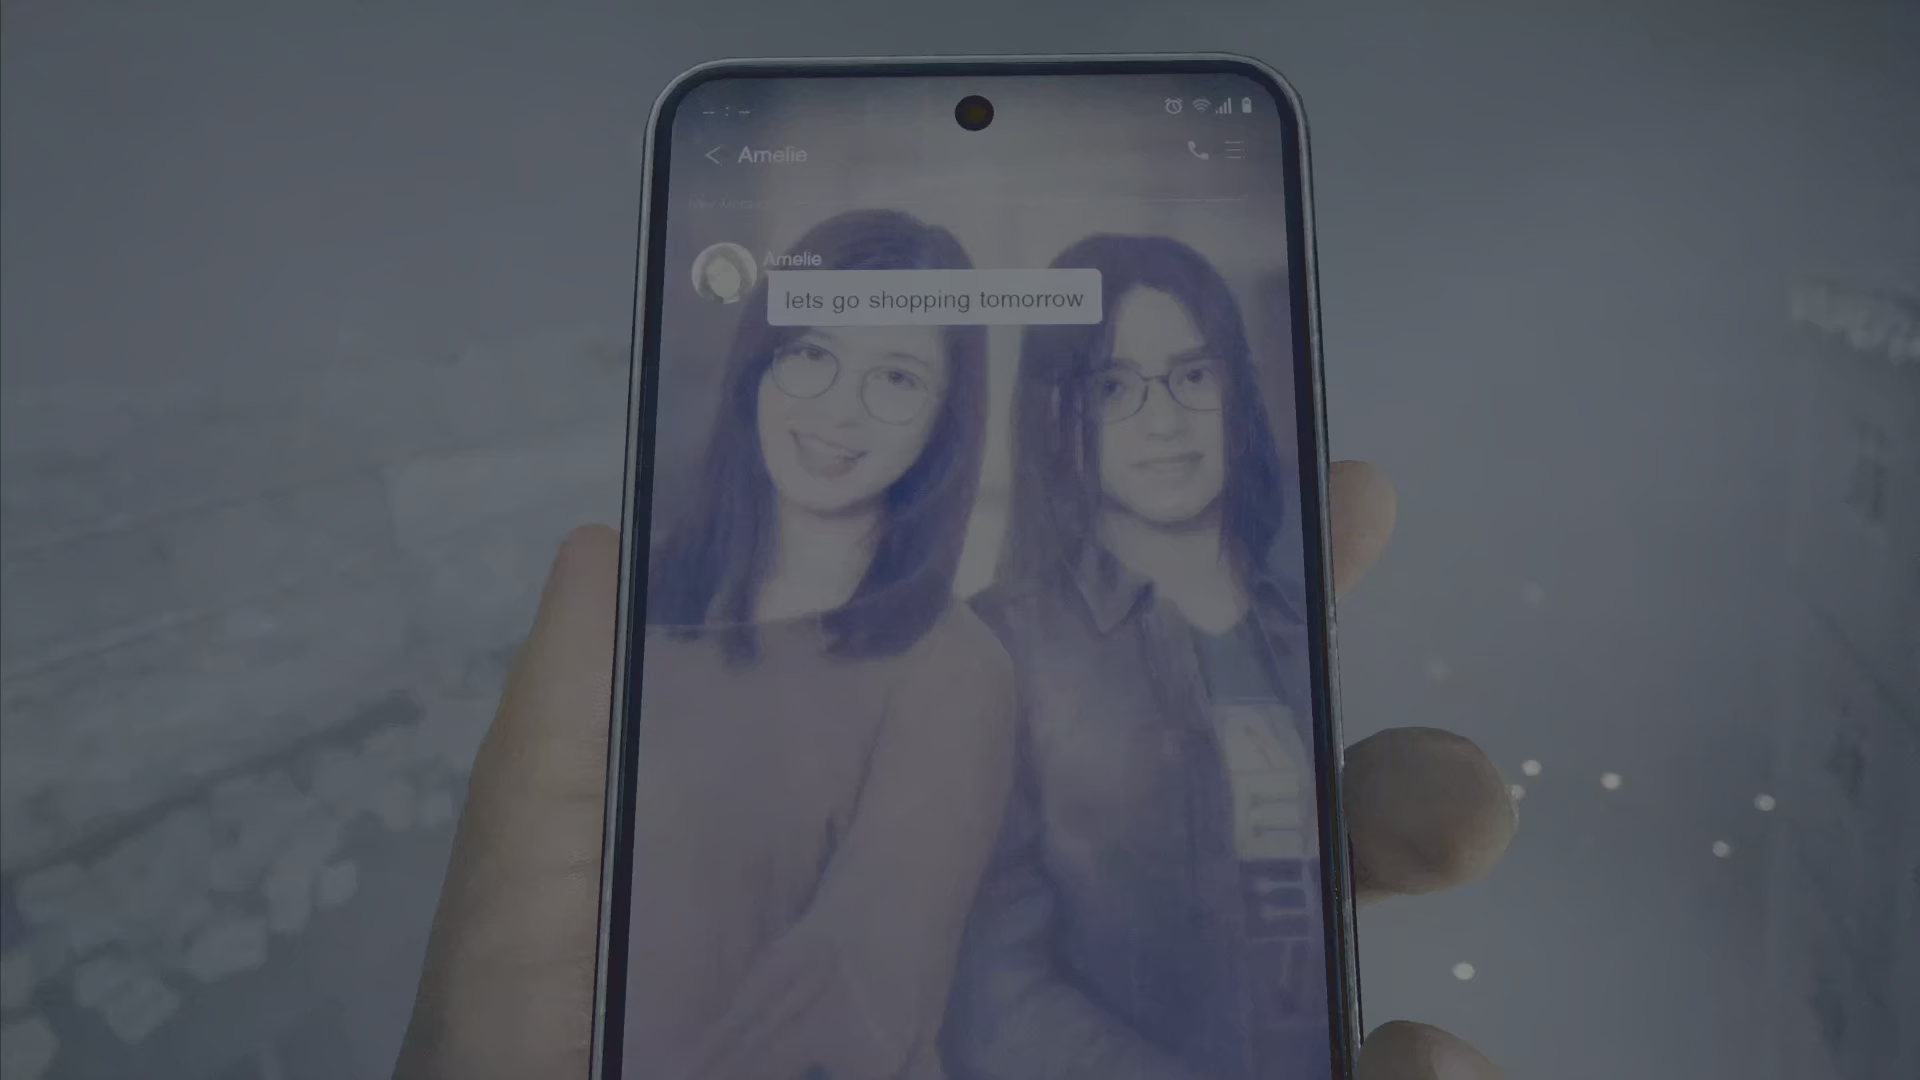 -- : --
Amelie
Amelie
lets go shopping tomorrow